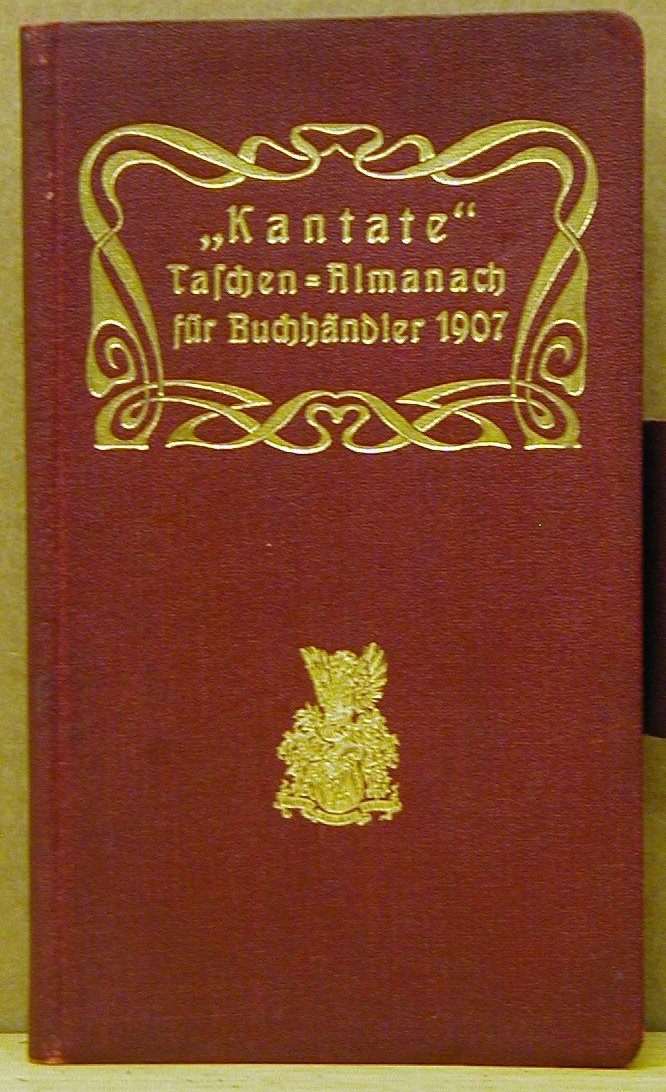 „Kantate“
Taſchen=Almanach
für Buchhändler 1907